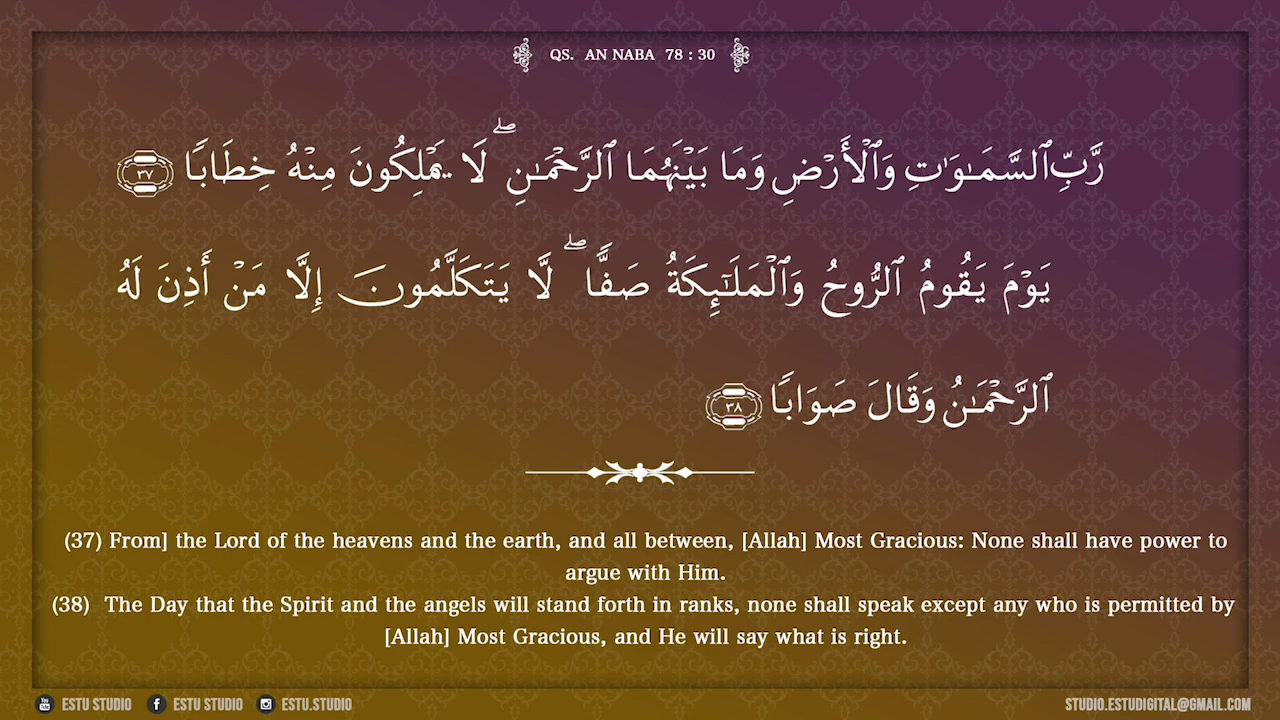 QS. AN NABA 78 : 30
رَّبِّ ٱلسَّمَـٰوَٰتِ وَٱلْأَرْضِ وَمَا بَيْنَهُمَا ٱلرَّحْمَـٰنِ ۖ لَا يَمْلِكُونَ مِنْهُ خِطَابًا ٣٧
يَوْمَ يَقُومُ ٱلرُّوحُ وَٱلْمَلَـٰٓئِكَةُ صَفًّا ۖ لَّا يَتَكَلَّمُونَ إِلَّا مَنْ أَذِنَ لَهُ
ٱلرَّحْمَـٰنُ وَقَالَ صَوَابًا ٣٨
(37) From] the Lord of the heavens and the earth, and all between, [Allah] Most Gracious: None shall have power to
argue with Him.
(38) The Day that the Spirit and the angels will stand forth in ranks, none shall speak except any who is permitted by
[Allah] Most Gracious, and He will say what is right.
ESTU STUDIO ESTU STUDIO ESTU.STUDIO STUDIO.ESTUDIGITAL@GMAIL.COM